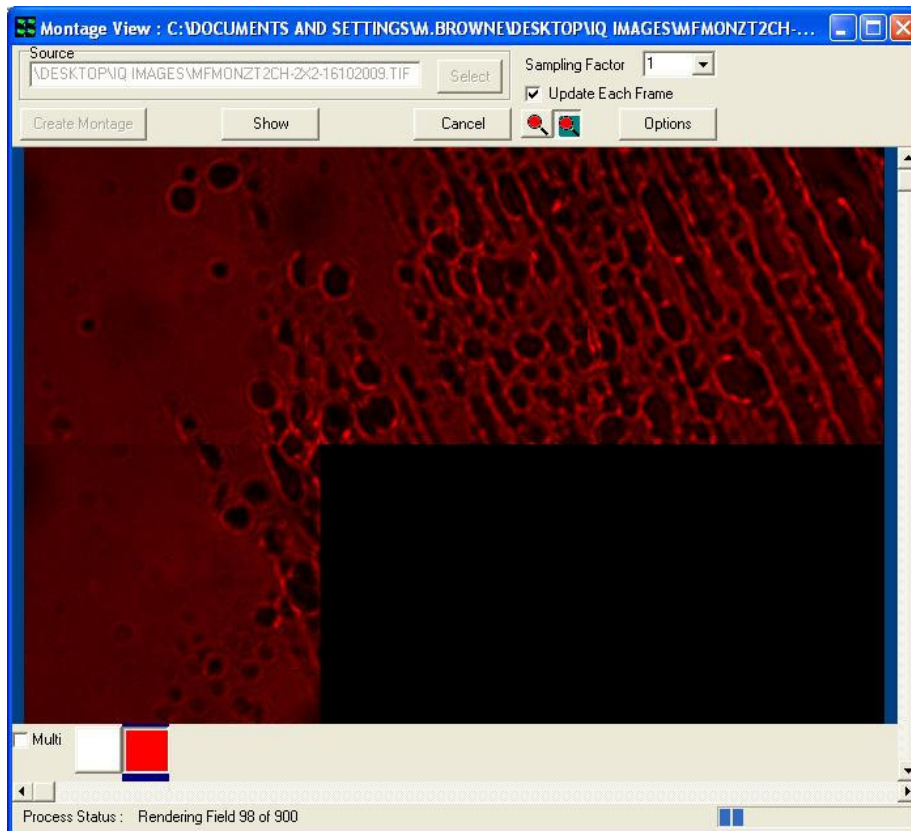 Montage View : C:\DOCUMENTS AND SETTINGS\M.BROWNE\DESKTOP\IQ IMAGES\MFMONZT2CH-...
Source
\DESKTOP\IQ IMAGES\MFMONZT2CH-2X2-16102009.TIF
Select
Sampling Factor 1
Update Each Frame
Create Montage Show Cancel Options
Multi
Process Status : Rendering Field 98 of 900